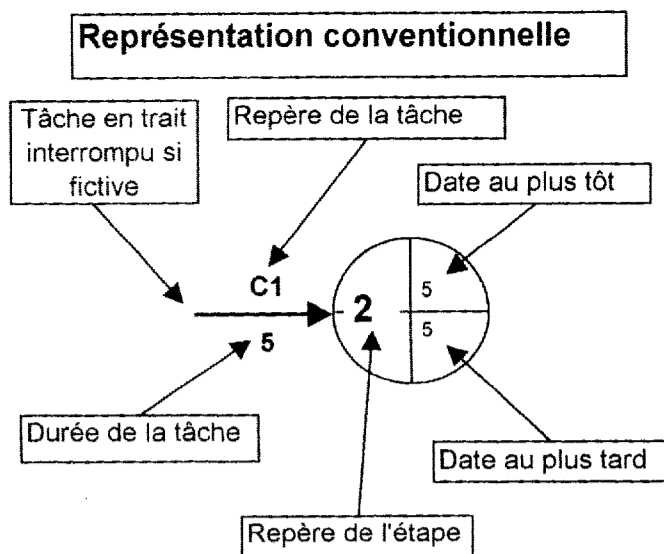 Représentation conventionnelle
Tâche en trait
interrompu si
fictive
Repère de la tâche
Date au plus tôt
C1
5
2
5
5
Durée de la tâche
Date au plus tard
Repère de l'étape